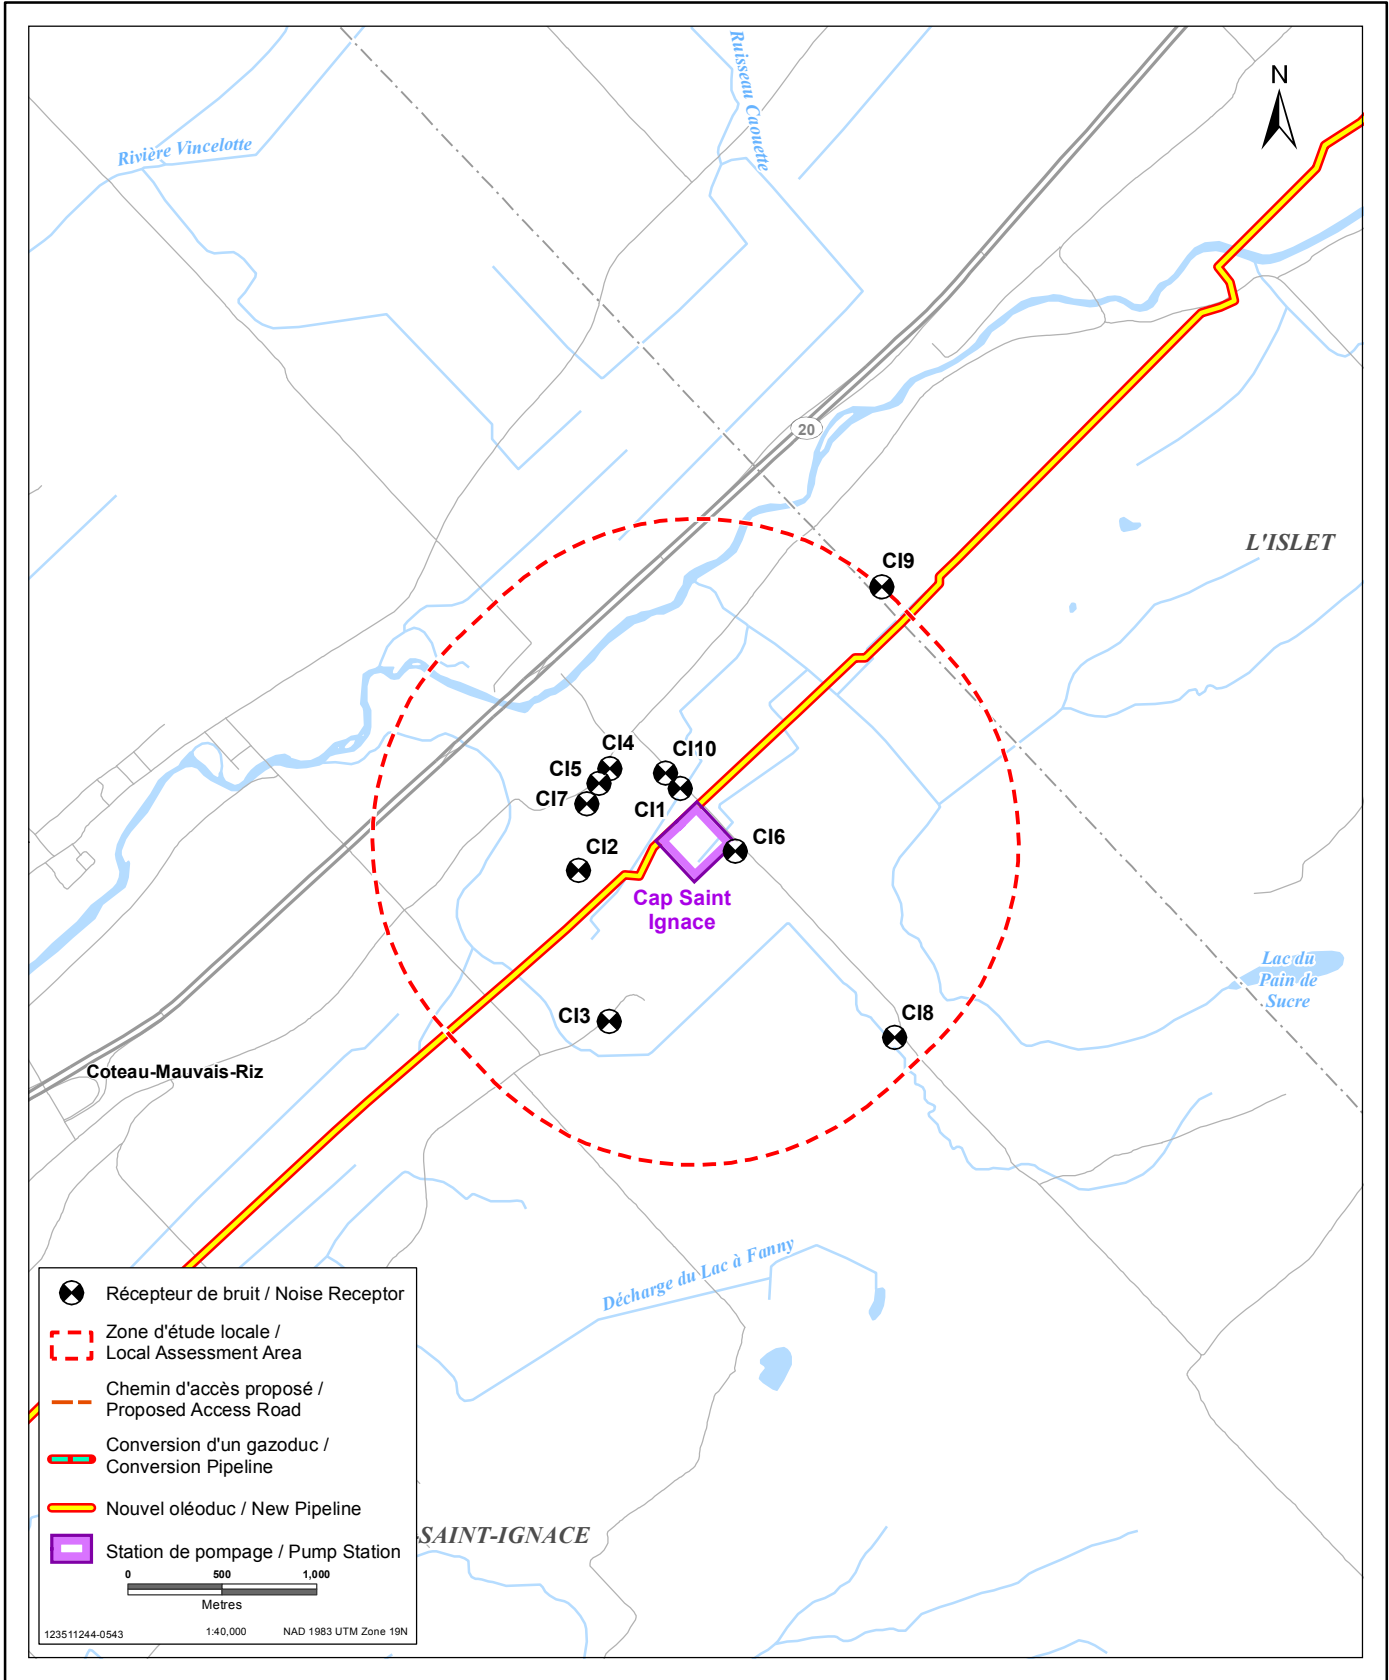 N
Rivière Vincelotte
Ruisseau Caouette
20
L'ISLET
CI9
CI4
CI10
CI5
CI7
CI1
CI6
CI2
Cap Saint
Ignace
Lac du
Pain de
Sucre
CI3
CI8
Coteau-Mauvais-Riz
Décharge du Lac à Fanny
-SAINT-IGNACE
Récepteur de bruit / Noise Receptor
Zone d'étude locale /
Local Assessment Area
Chemin d'accès proposé /
Proposed Access Road
Conversion d'un gazoduc /
Conversion Pipeline
Nouvel oléoduc / New Pipeline
Station de pompage / Pump Station
0 500 1,000
Metres
123511244-0543 1:40,000 NAD 1983 UTM Zone 19N